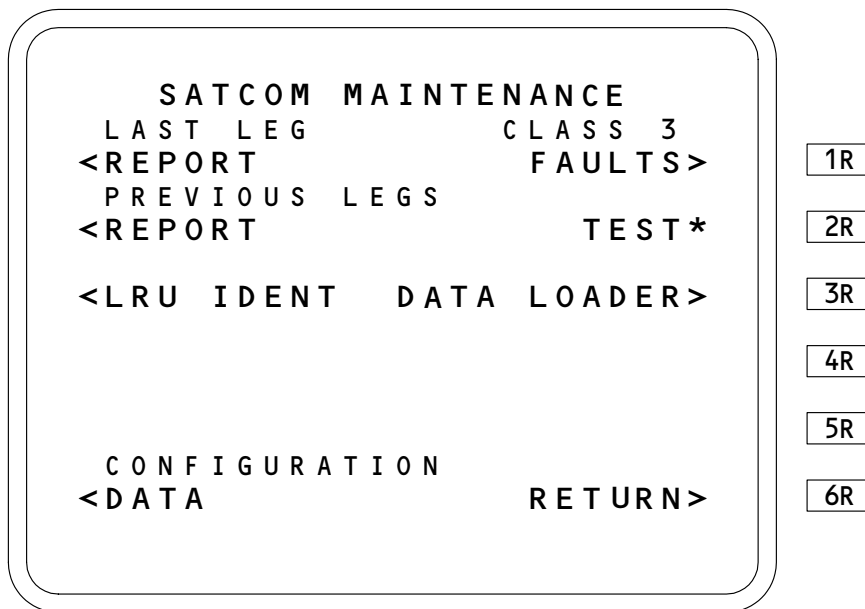 SATCOM MAINTENANCE
LAST LEG CLASS 3
<REPORT FAULTS> 1R
PREVIOUS LEGS
<REPORT TEST* 2R
<LRU IDENT DATA LOADER> 3R
4R
5R
CONFIGURATION
<DATA RETURN> 6R